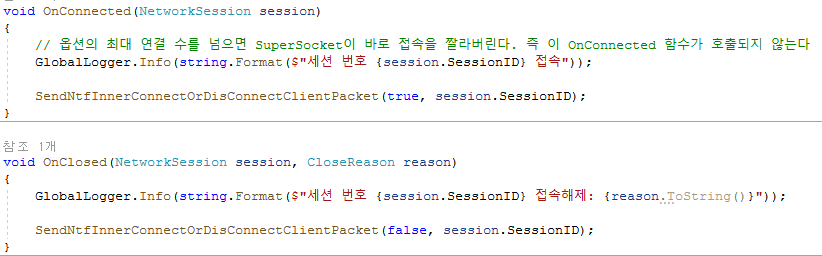 void OnConnected(NetworkSession session)
{
// 옵션의 최대 연결 수를 넘으면 SuperSocket이 바로 접속을 짤라버린다. 즉 이 OnConnected 함수가 호출되지 않는다
GlobalLogger.Info(string.Format($"세션 번호 {session.SessionID} 접속"));
SendNtfInnerConnectOrDisConnectClientPacket(true, session.SessionID);
}
참조 1개
void OnClosed(NetworkSession session, CloseReason reason)
{
GlobalLogger.Info(string.Format($"세션 번호 {session.SessionID} 접속해제: {reason.ToString()}"));
SendNtfInnerConnectOrDisConnectClientPacket(false, session.SessionID);
}